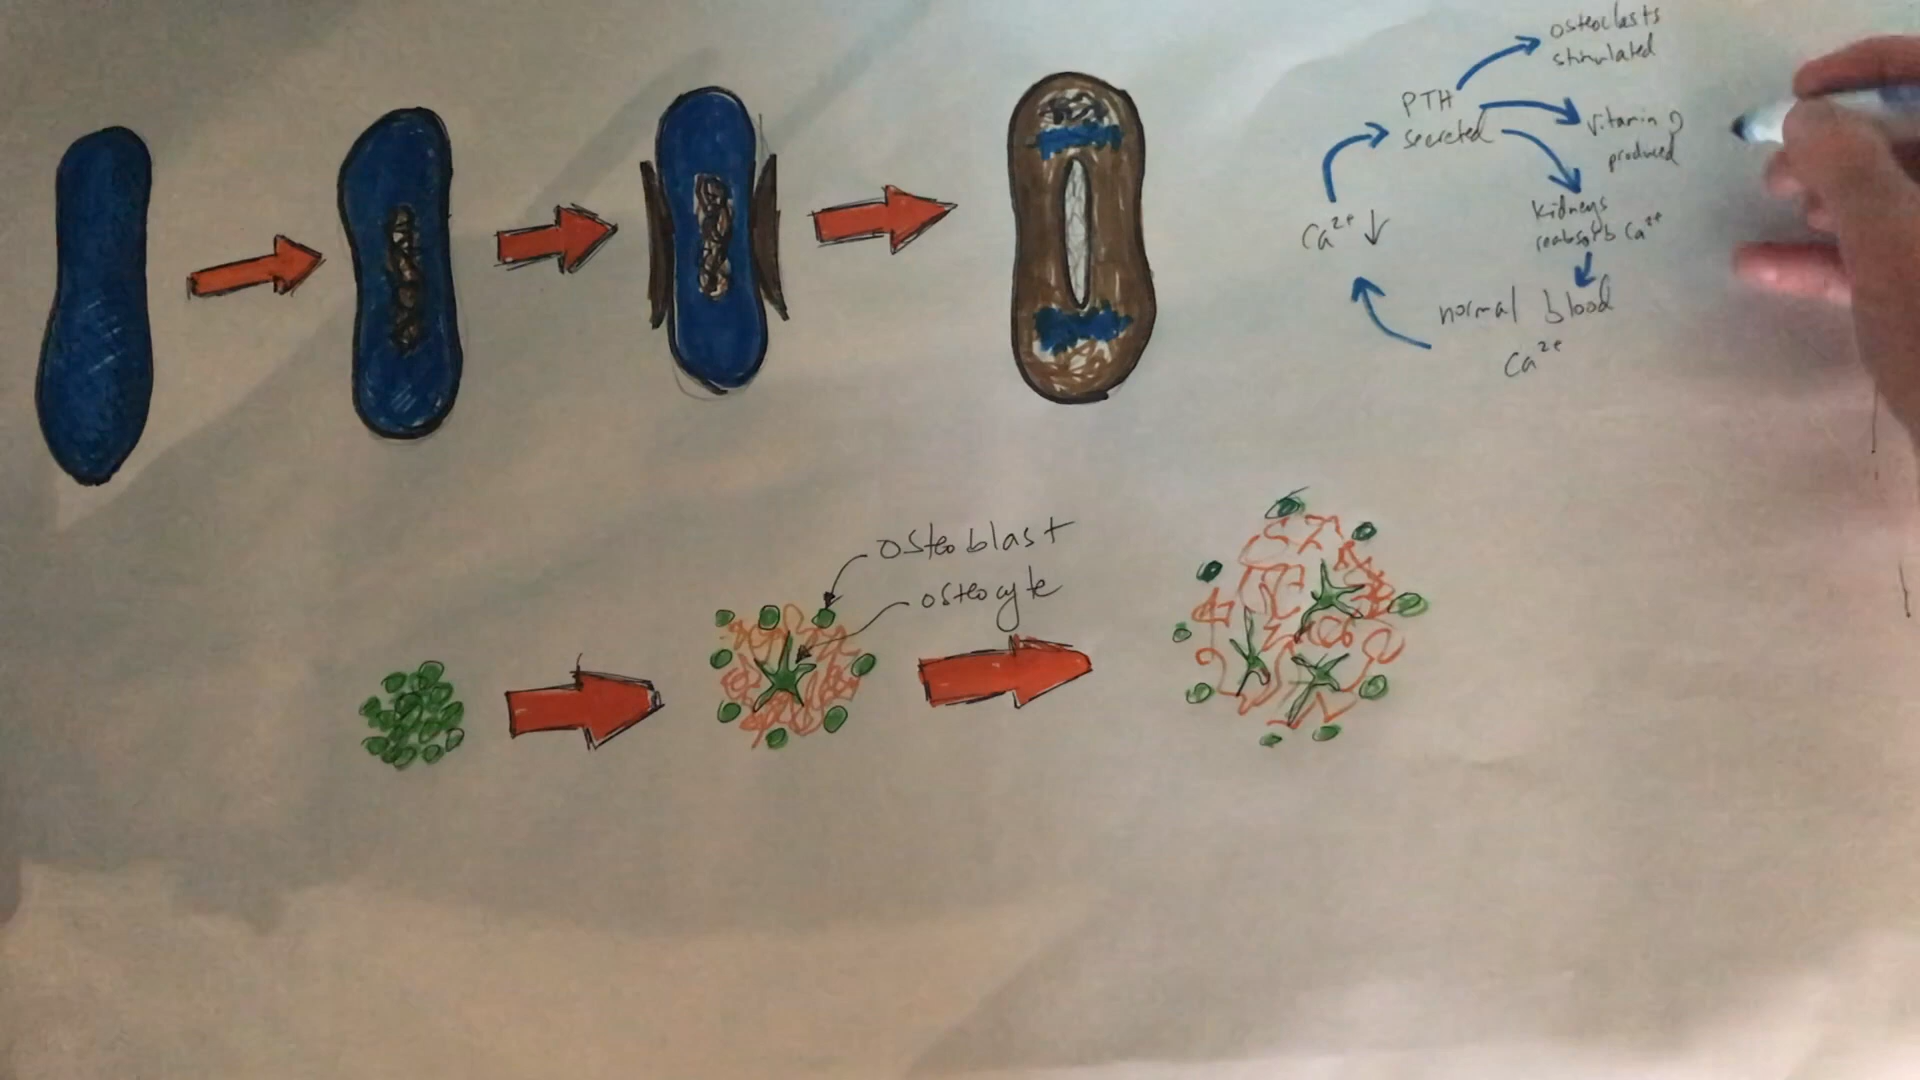 osteoclasts
stimulated
PTH
secreted
vitamin D
produced
Ca²⁺ ↓
kidneys
reabsorb Ca²⁺
normal blood
Ca²⁺
osteoblast
osteocyte